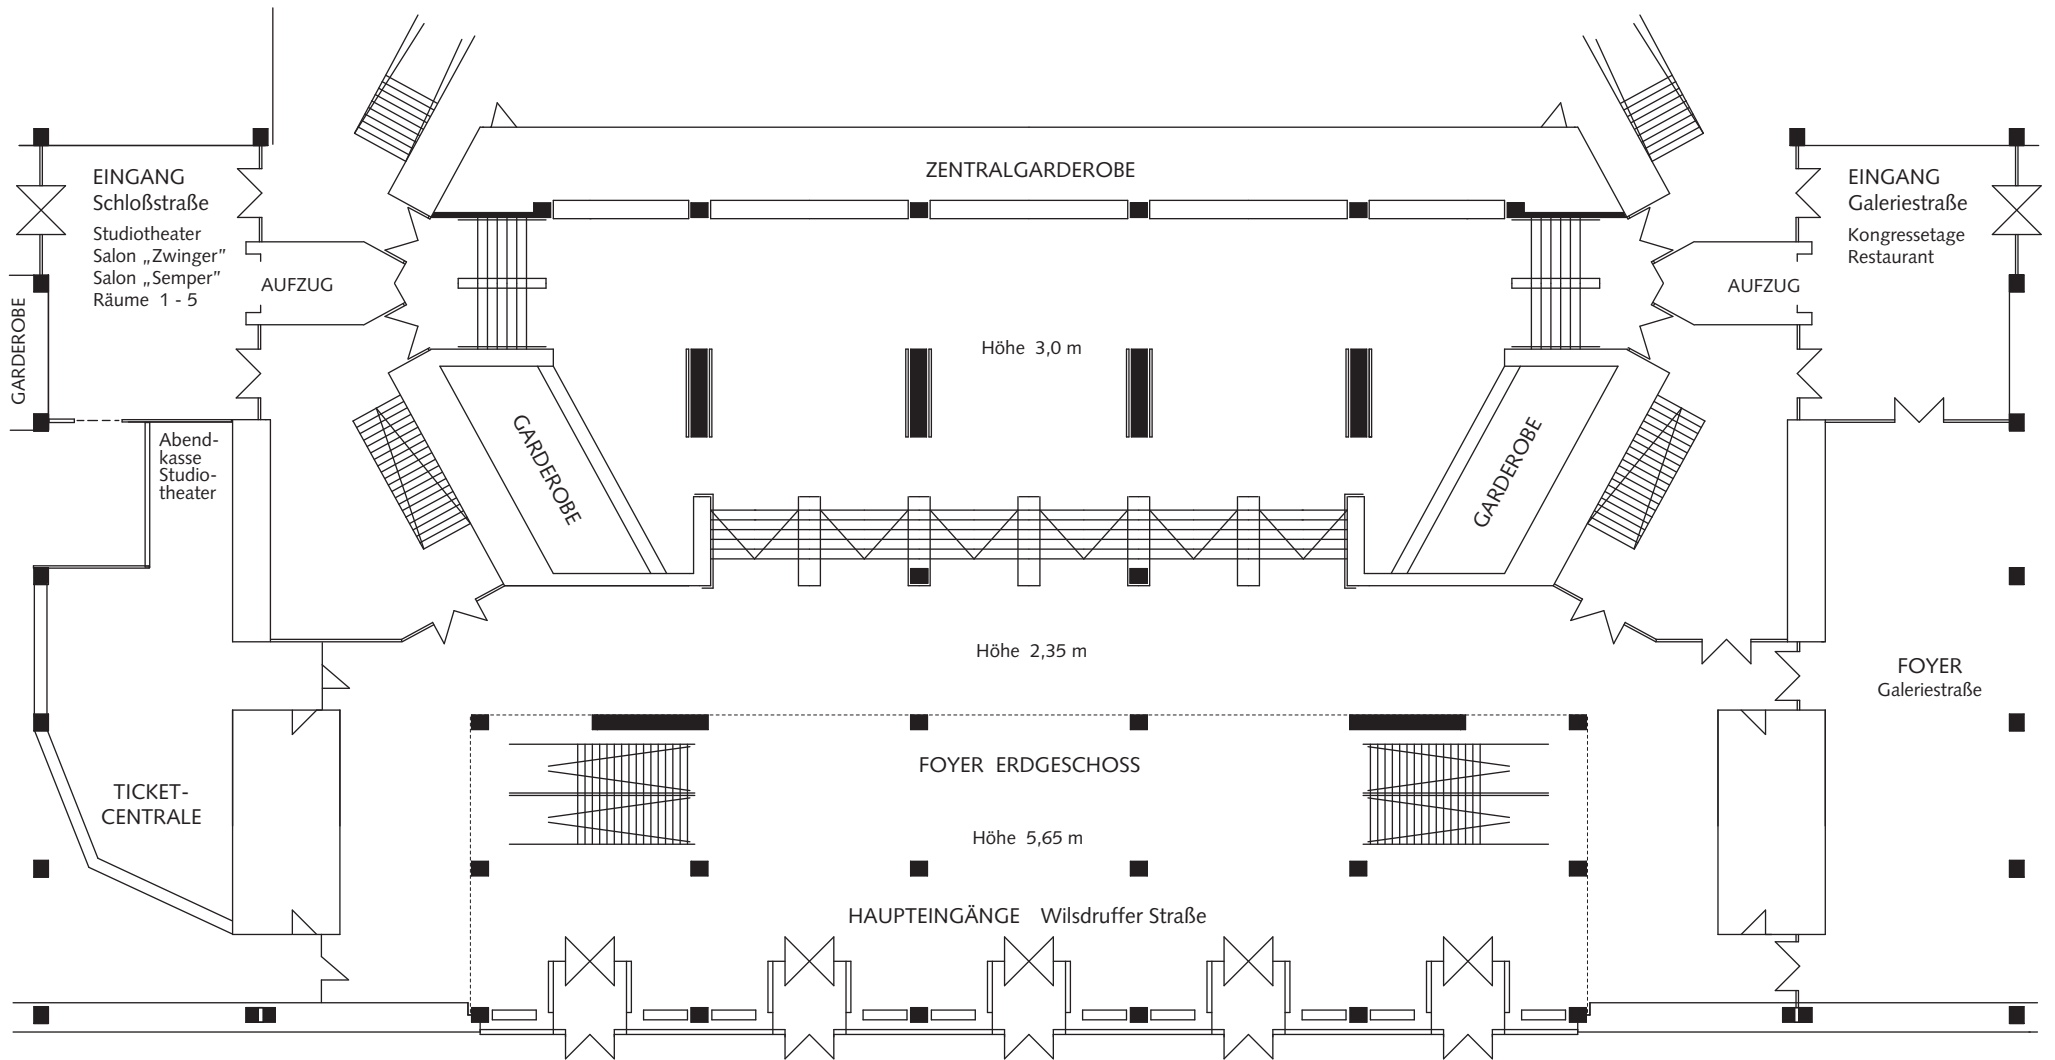 ZENTRALGARDEROBE
EINGANG
Schloßstraße
Studiotheater
Salon „Zwinger”
Salon „Semper”
Räume 1 - 5
AUFZUG
GARDEROBE
EINGANG
Galeriestraße
Kongressetage
Restaurant
AUFZUG
Höhe 3,0 m
GARDEROBE
GARDEROBE
Abend-
kasse
Studio-
theater
Höhe 2,35 m
FOYER
Galeriestraße
FOYER ERDGESCHOSS
TICKET-
CENTRALE
Höhe 5,65 m
HAUPTEINGÄNGE Wilsdruffer Straße